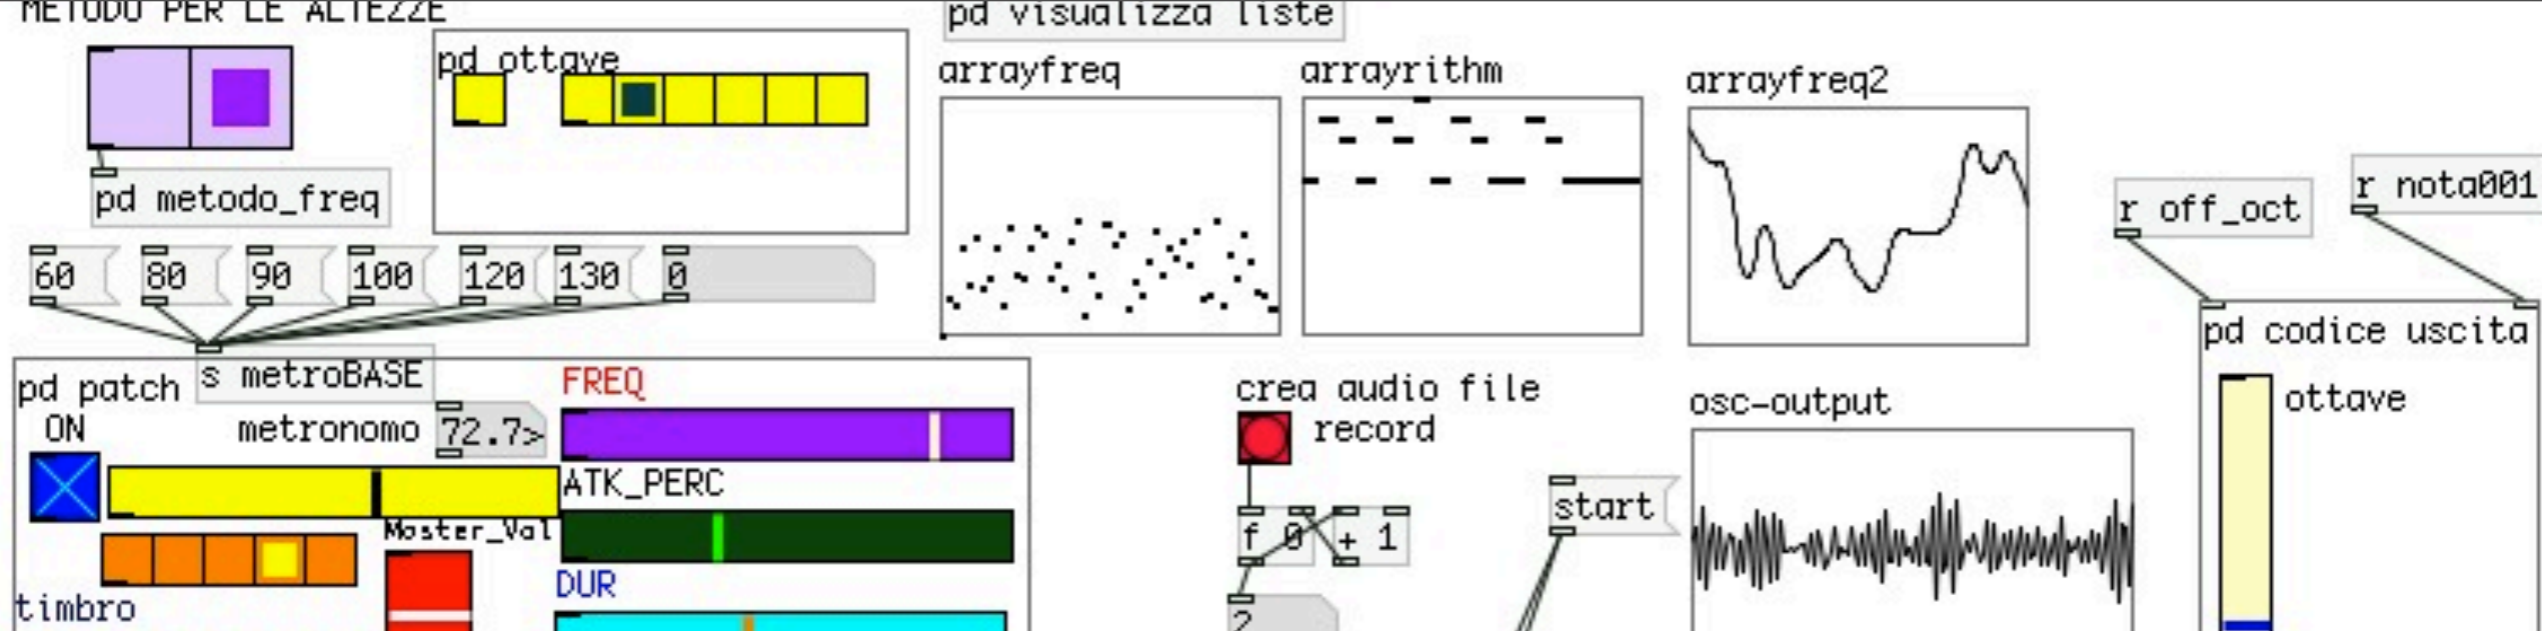 METODO PER LE ALTEZZE
pd visualizza liste
pd ottave
arrayfreq
arrayrithm
arrayfreq2
pd metodo_freq
r off_oct
r nota001
60
80
90
100
120
130
0
pd codice uscita
s metroBASE
pd patch
FREQ
crea audio file
record
osc-output
ottave
ON
metronomo
72.7>
ATK_PERC
start
Master_Val
f 0
+ 1
DUR
timbro
2